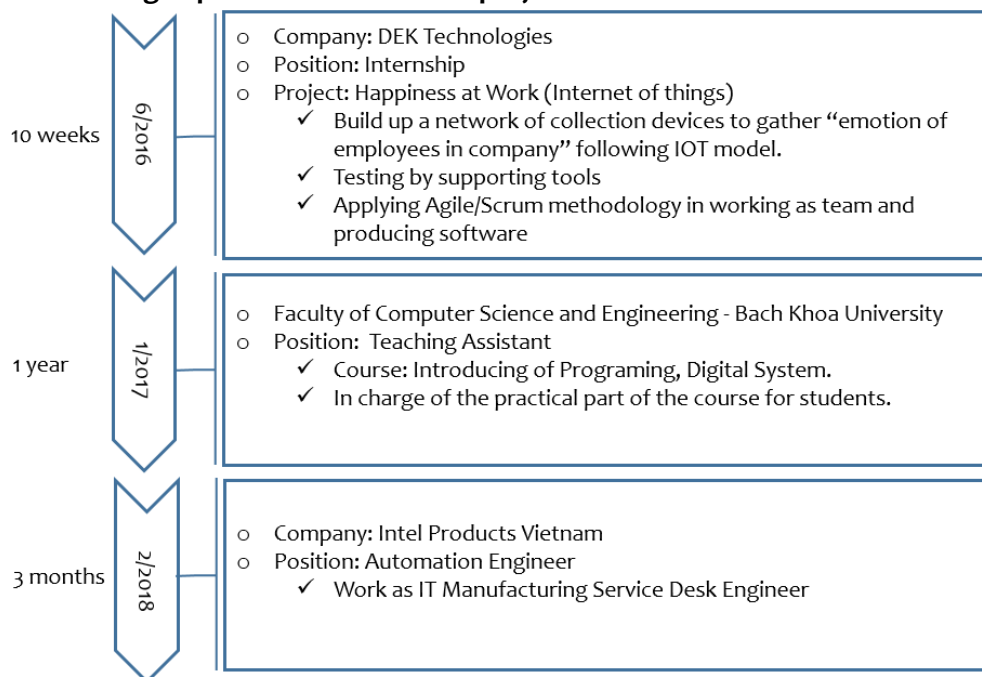 Company: DEK Technologies
Position: Internship
Project: Happiness at Work (Internet of things)
10 weeks
6/2016
Build up a network of collection devices to gather “emotion of
employees in company” following IOT model.
Testing by supporting tools
Applying Agile/Scrum methodology in working as team and
producing software
Faculty of Computer Science and Engineering - Bach Khoa University
Position: Teaching Assistant
1 year
1/2017
Course: Introducing of Programing, Digital System.
In charge of the practical part of the course for students.
Company: Intel Products Vietnam
Position: Automation Engineer
3 months
2/2018
Work as IT Manufacturing Service Desk Engineer